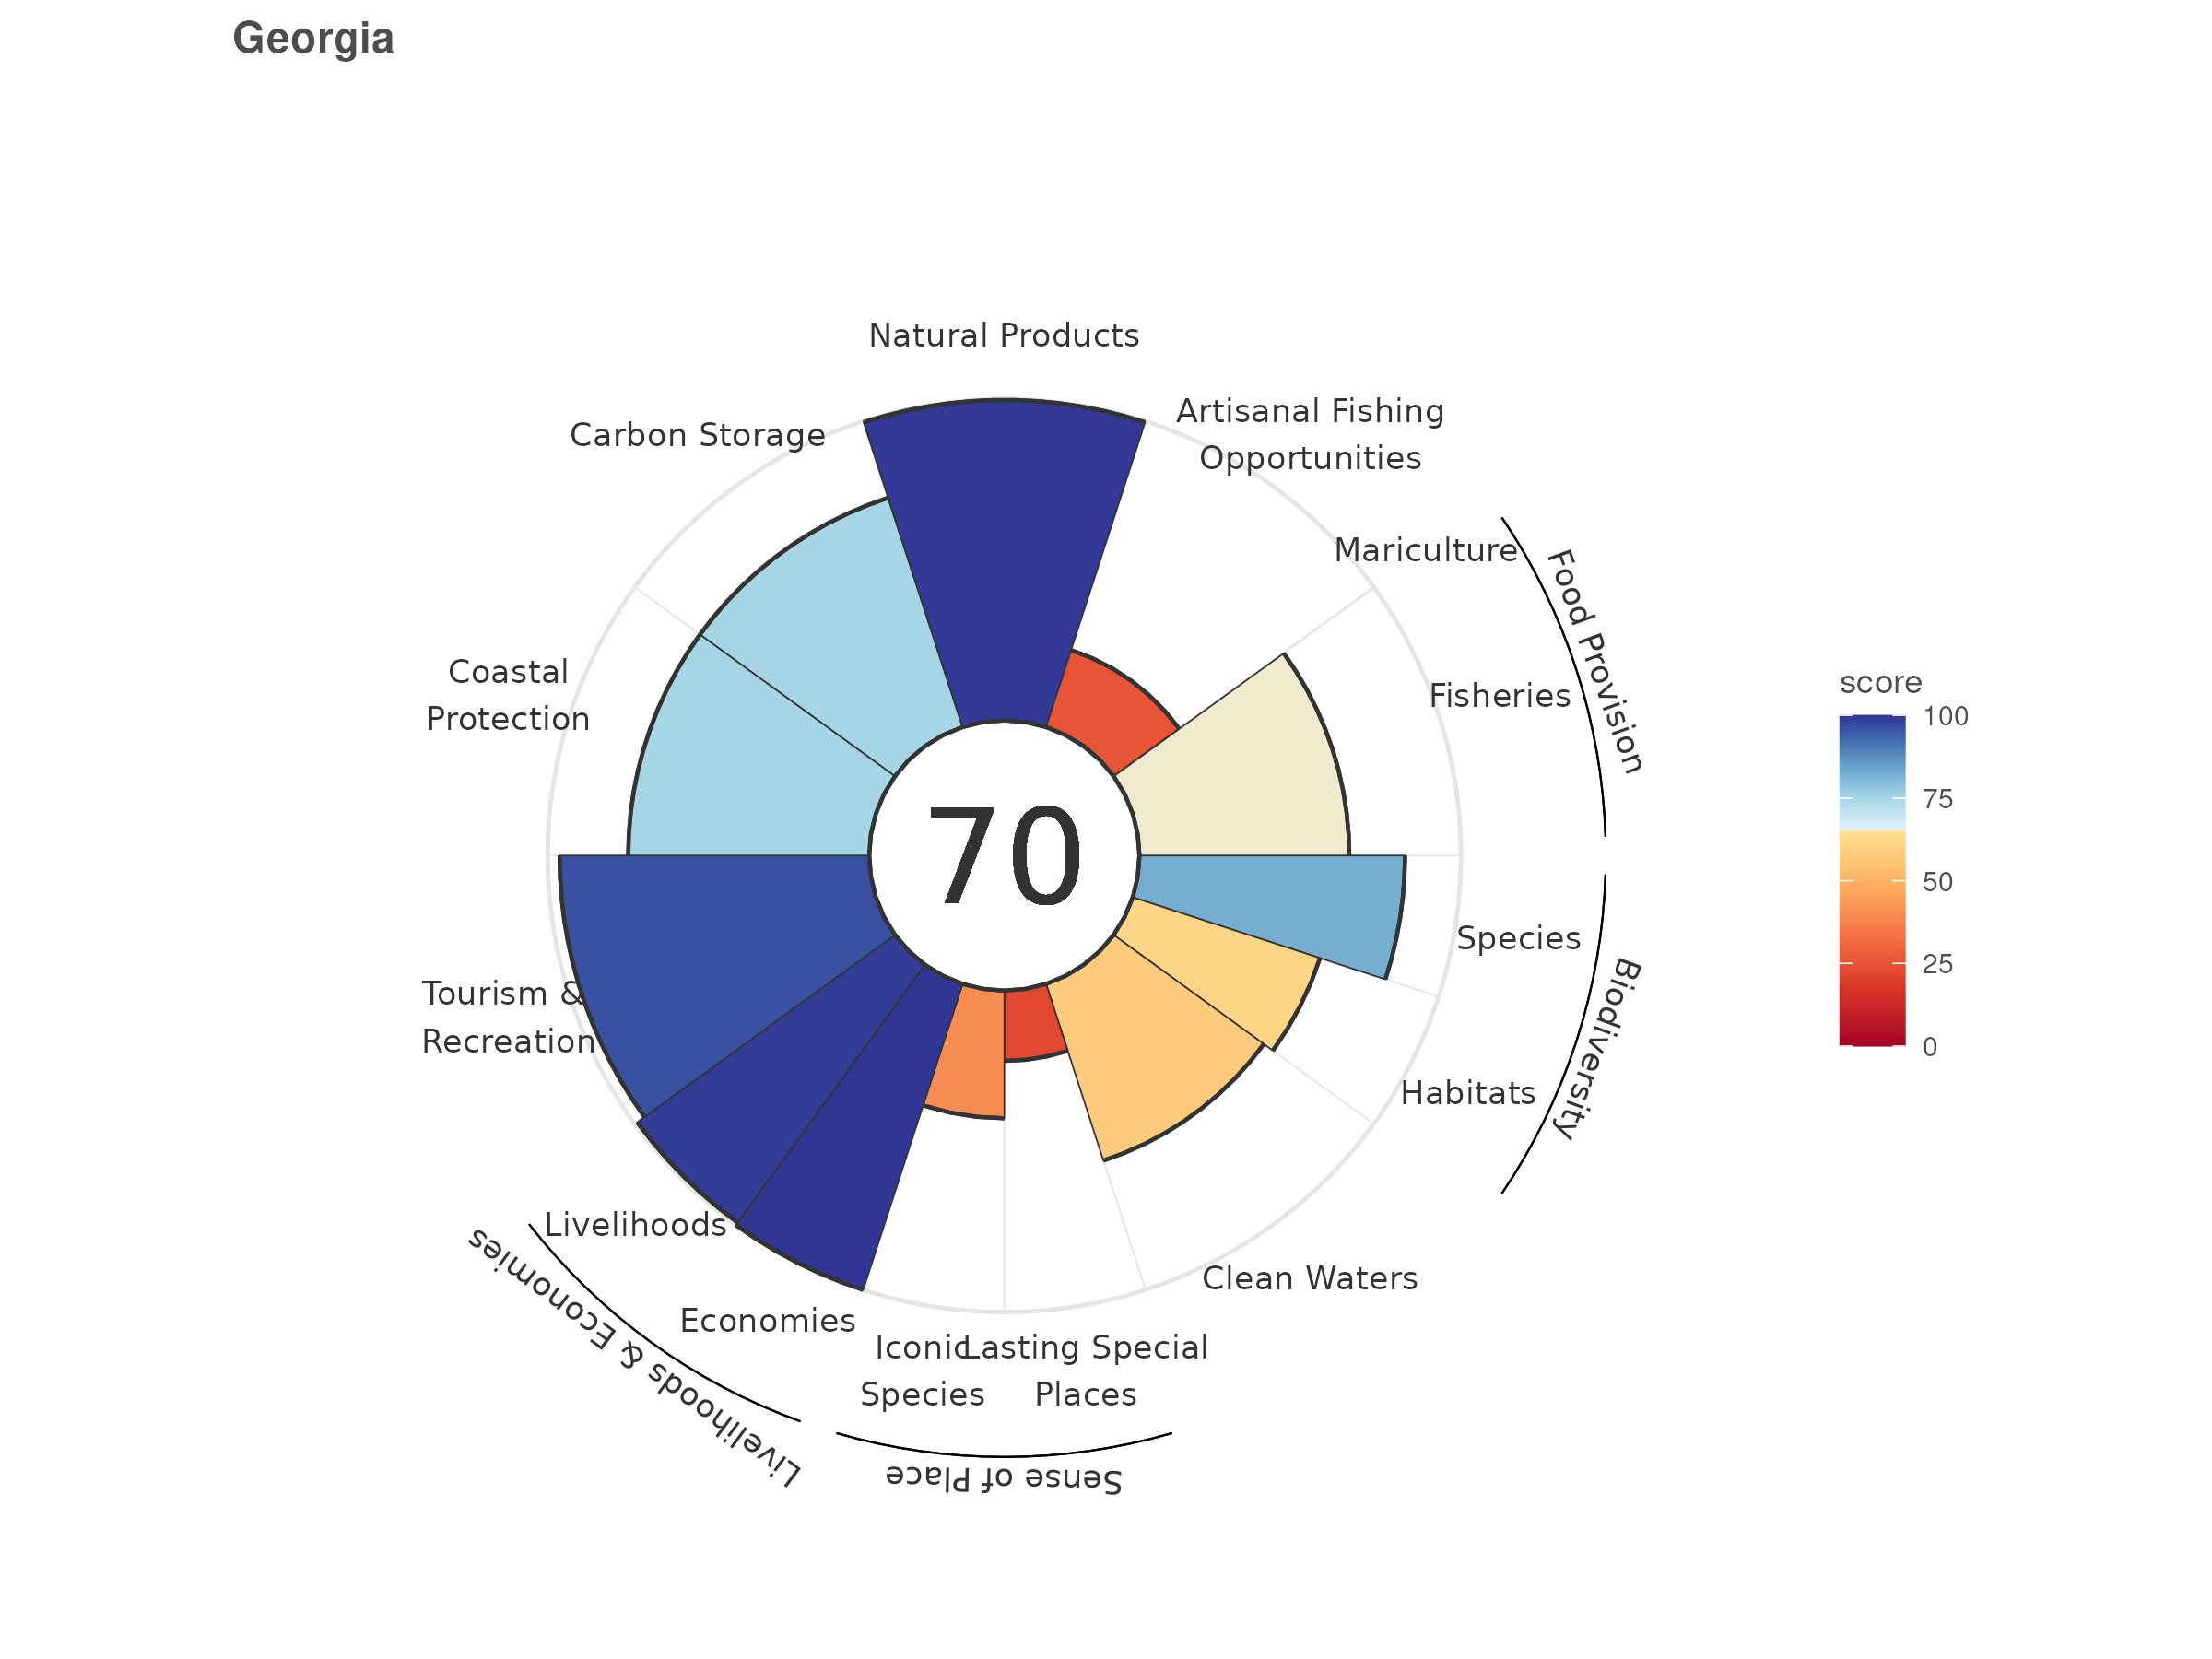 Georgia
Natural Products
Artisanal Fishing
Opportunities
Carbon Storage
Mariculture
Food Provision
Fisheries
Coastal
Protection
score
100
75
50
25
0
70
Species
Biodiversity
Habitats
Tourism &
Recreation
Livelihoods
Economies
Livelihoods & Economies
Clean Waters
Iconic
Species
Lasting Special
Places
Sense of Place